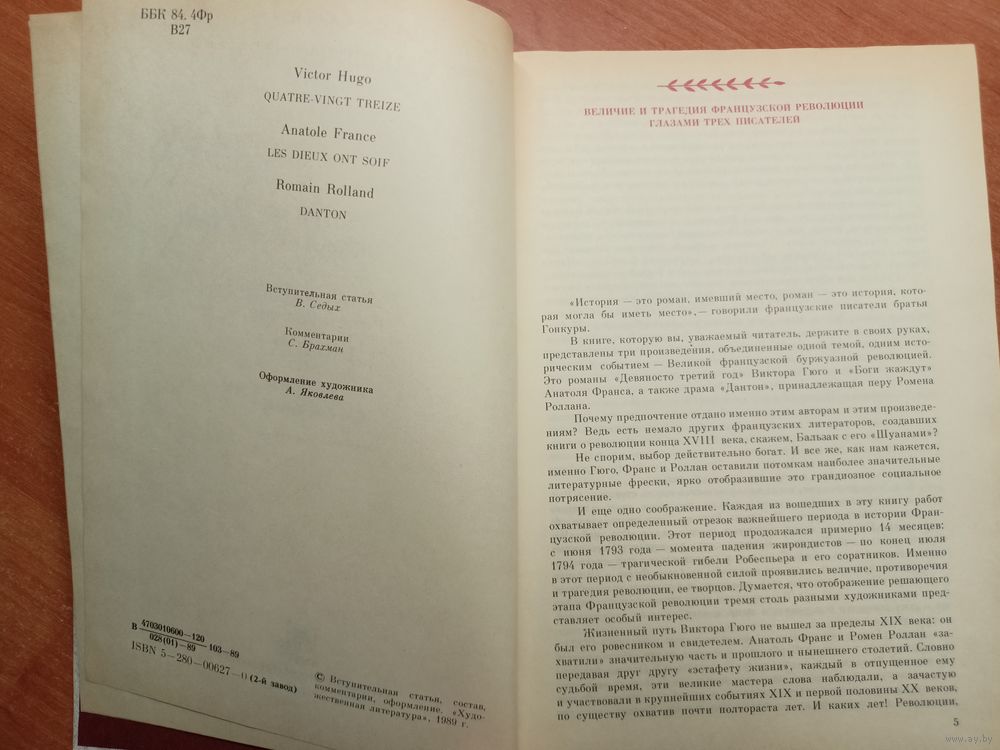 ББК 84. 4Фр
В27
Victor Hugo
QUATRE-VINGT TREIZE
Anatole France
LES DIEUX ONT SOIF
Romain Rolland
DANTON
Вступительная статья
В. Седых
Комментарии
С. Брахман
Оформление художника
А. Яковлева
В 4703010600—120
028(01)—89 103—89
ISBN 5—280—00627—0 (2-й завод)
© Вступительная статья, состав,
комментарии, оформление. «Худо-
жественная литература», 1989 г.
ВЕЛИЧИЕ И ТРАГЕДИЯ ФРАНЦУЗСКОЙ РЕВОЛЮЦИИ
ГЛАЗАМИ ТРЕХ ПИСАТЕЛЕЙ
«История — это роман, имевший место, роман — это история, кото-
рая могла бы иметь место», — говорили французские писатели братья
Гонкуры.
В книге, которую вы, уважаемый читатель, держите в своих руках,
представлены три произведения, объединенные одной темой, одним исто-
рическим событием — Великой французской буржуазной революцией.
Это романы «Девяносто третий год» Виктора Гюго и «Боги жаждут»
Анатоля Франса, а также драма «Дантон», принадлежащая перу Ромена
Роллана.
Почему предпочтение отдано именно этим авторам и этим произведе-
ниям? Ведь есть немало других французских литераторов, создавших
книги о революции конца XVIII века, скажем, Бальзак с его «Шуанами»?
Не спорим, выбор действительно богат. И все же, как нам кажется,
именно Гюго, Франс и Роллан оставили потомкам наиболее значительные
литературные фрески, ярко отобразившие это грандиозное социальное
потрясение.
И еще одно соображение. Каждая из вошедших в эту книгу работ
охватывает определенный отрезок важнейшего периода в истории Фран-
цузской революции. Этот период продолжался примерно 14 месяцев:
с июня 1793 года — момента падения жирондистов — по конец июля
1794 года — трагической гибели Робеспьера и его соратников. Именно
в этот период с необыкновенной силой проявились величие, противоречия
и трагедия революции, ее творцов. Думается, что отображение решающего
этапа Французской революции тремя столь разными художниками пред-
ставляет особый интерес.
Жизненный путь Виктора Гюго не вышел за пределы XIX века: он
был его ровесником и свидетелем. Анатоль Франс и Ромен Роллан «за-
хватили» значительную часть и прошлого и нынешнего столетий. Словно
передавая друг другу «эстафету жизни», каждый в отпущенное ему
судьбой время, эти великие мастера слова наблюдали, а зачастую
и участвовали в крупнейших событиях XIX и первой половины XX веков,
по существу охватив почти полтораста лет. И каких лет! Революции,
5
www.ay.by